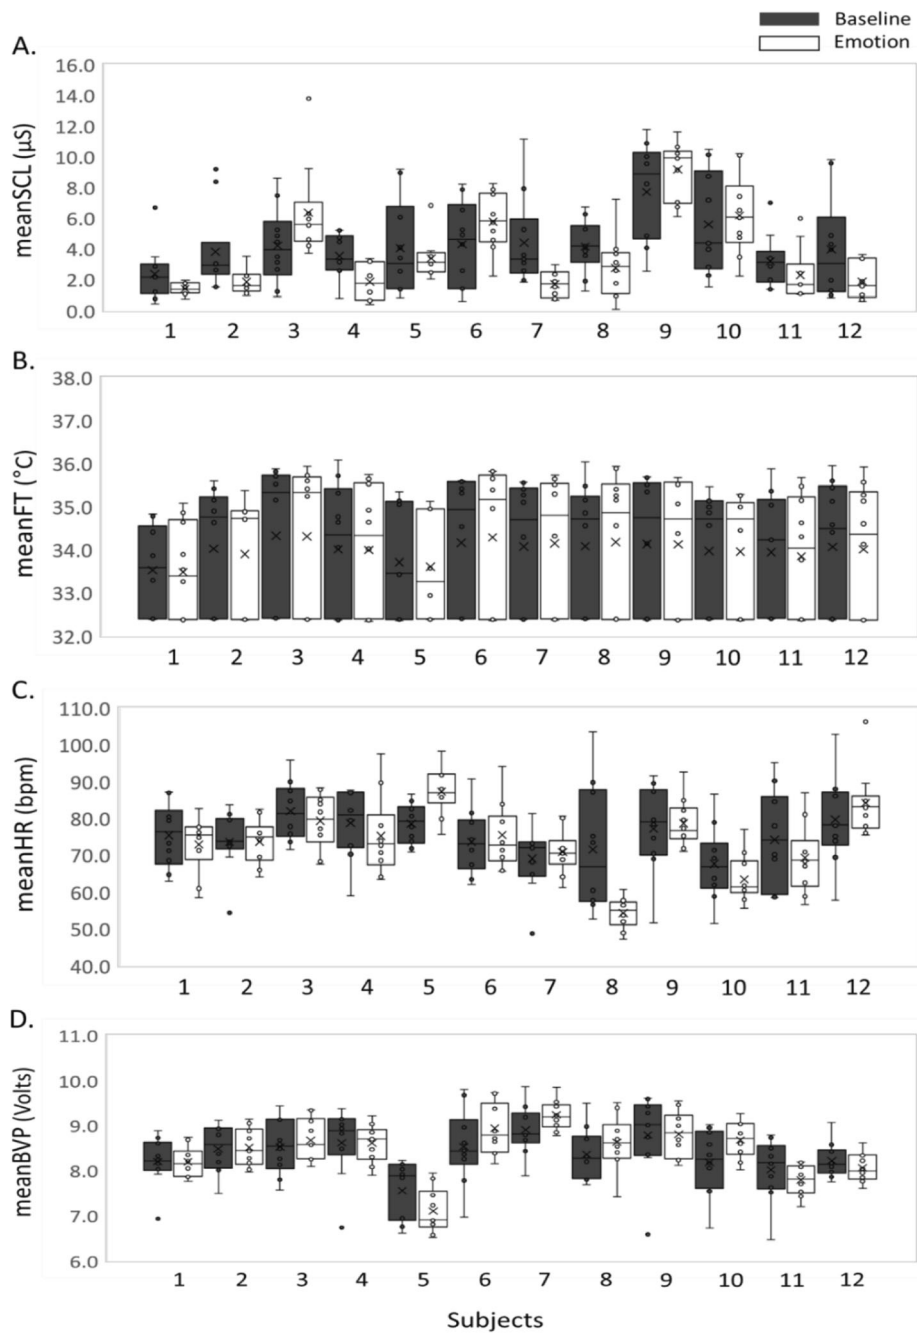 Baseline
Emotion
A.
meanSCL (µS)
16.0
14.0
12.0
10.0
8.0
6.0
4.0
2.0
0.0
1 2 3 4 5 6 7 8 9 10 11 12
B.
meanFT (°C)
38.0
37.0
36.0
35.0
34.0
33.0
32.0
1 2 3 4 5 6 7 8 9 10 11 12
C.
meanHR (bpm)
110.0
100.0
90.0
80.0
70.0
60.0
50.0
40.0
1 2 3 4 5 6 7 8 9 10 11 12
D.
meanBVP (Volts)
11.0
10.0
9.0
8.0
7.0
6.0
1 2 3 4 5 6 7 8 9 10 11 12
Subjects